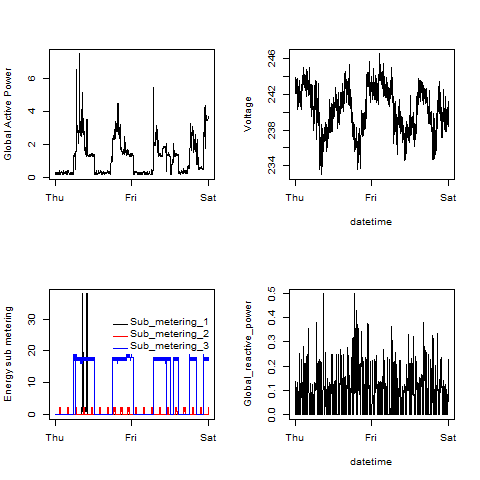 Global Active Power
0 2 4 6
Thu Fri Sat
Voltage
234 238 242 246
Thu Fri Sat
datetime
Energy sub metering
0 10 20 30
Sub_metering_1
Sub_metering_2
Sub_metering_3
Thu Fri Sat
Global_reactive_power
0.0 0.1 0.2 0.3 0.4 0.5
Thu Fri Sat
datetime